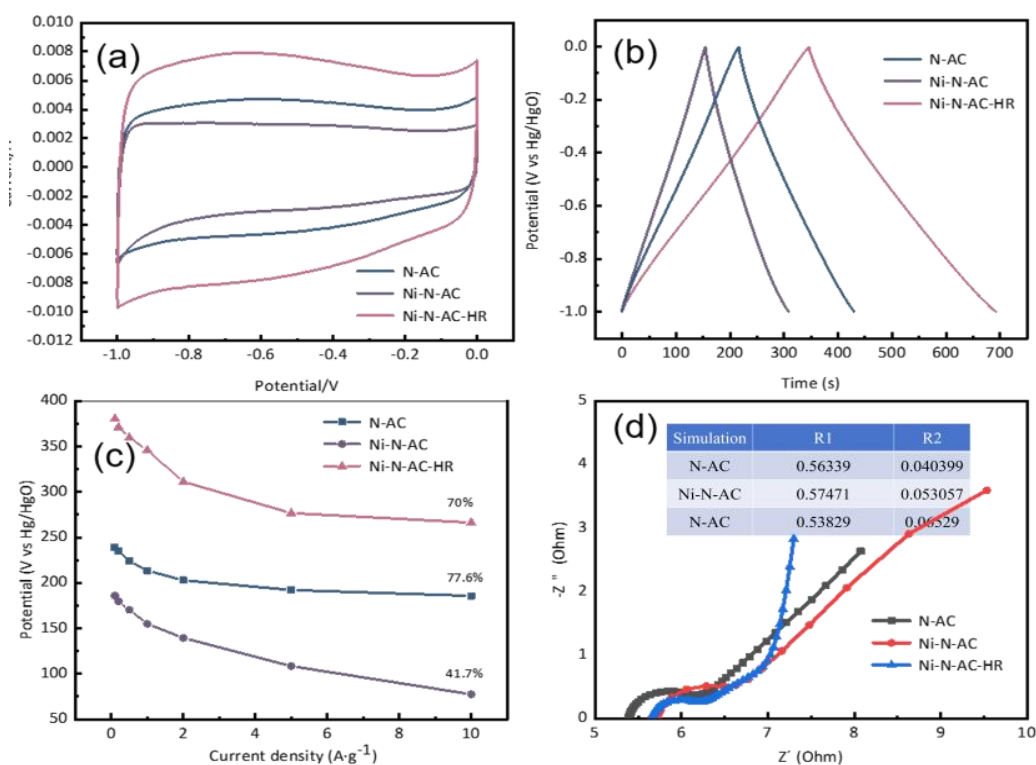 (a)
0.010
0.008
0.006
0.004
0.002
0.000
-0.002
-0.004
-0.006
-0.008
-0.010
-0.012
N-AC
Ni-N-AC
Ni-N-AC-HR
-1.0
-0.8
-0.6
-0.4
-0.2
0.0
Potential/V
(b)
Potential (V vs Hg/HgO)
0.0
-0.2
-0.4
-0.6
-0.8
-1.0
N-AC
Ni-N-AC
Ni-N-AC-HR
0
100
200
300
400
500
600
700
Time (s)
(c)
Potential (V vs Hg/HgO)
400
350
300
250
200
150
100
50
N-AC
Ni-N-AC
Ni-N-AC-HR
70%
77.6%
41.7%
0
2
4
6
8
10
Current density (A·g⁻¹)
(d)
-Z'' (Ohm)
5
4
3
2
1
0
Simulation R1 R2
N-AC 0.56339 0.040399
Ni-N-AC 0.57471 0.053057
N-AC 0.53829 0.06529
N-AC
Ni-N-AC
Ni-N-AC-HR
5
6
7
8
9
10
Z´ (Ohm)